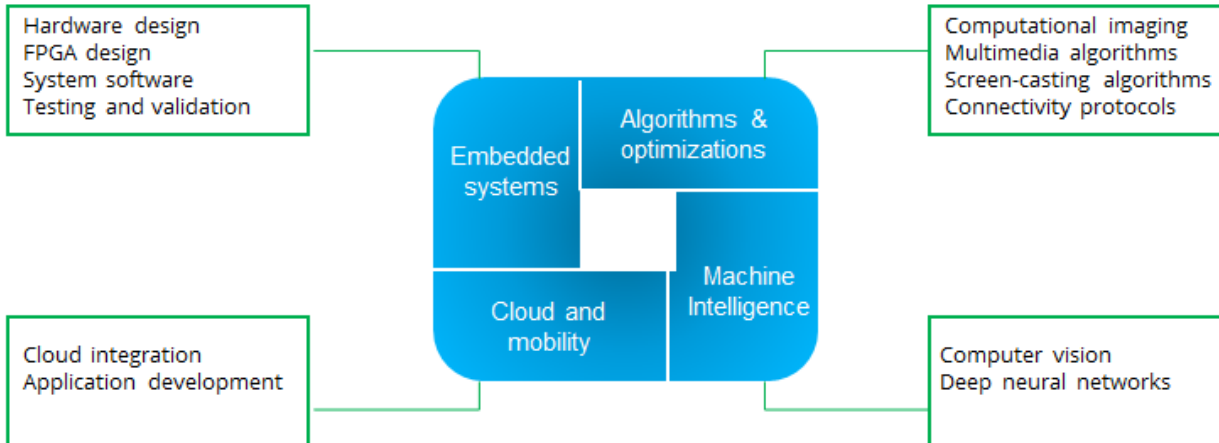 Hardware design
FPGA design
System software
Testing and validation
Computational imaging
Multimedia algorithms
Screen-casting algorithms
Connectivity protocols
Embedded
systems
Algorithms &
optimizations
Cloud and
mobility
Machine
Intelligence
Cloud integration
Application development
Computer vision
Deep neural networks